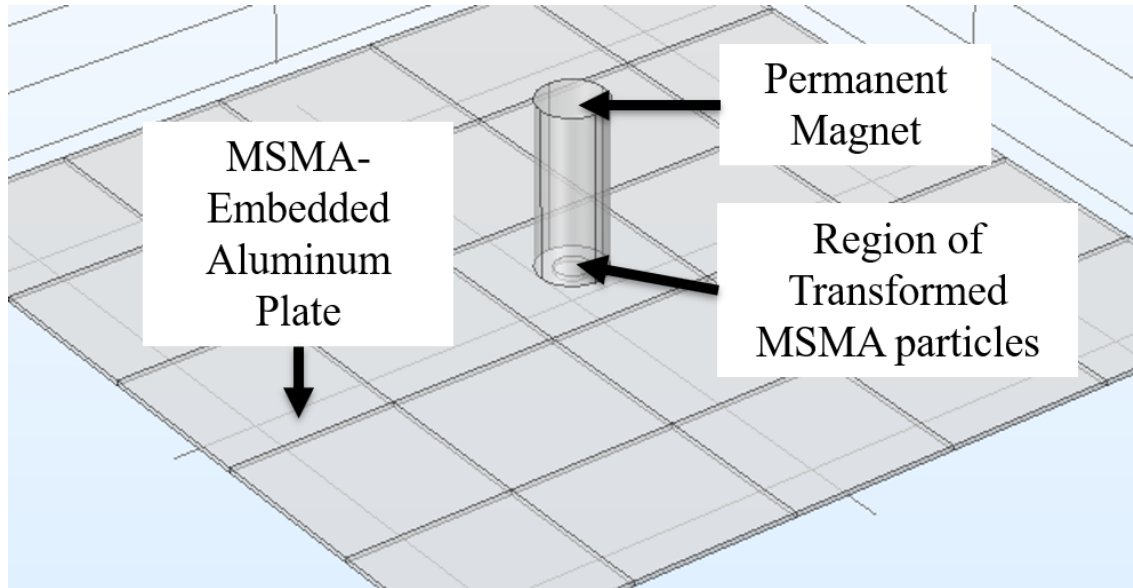 MSMA-
Embedded
Aluminum
Plate
Permanent
Magnet
Region of
Transformed
MSMA particles